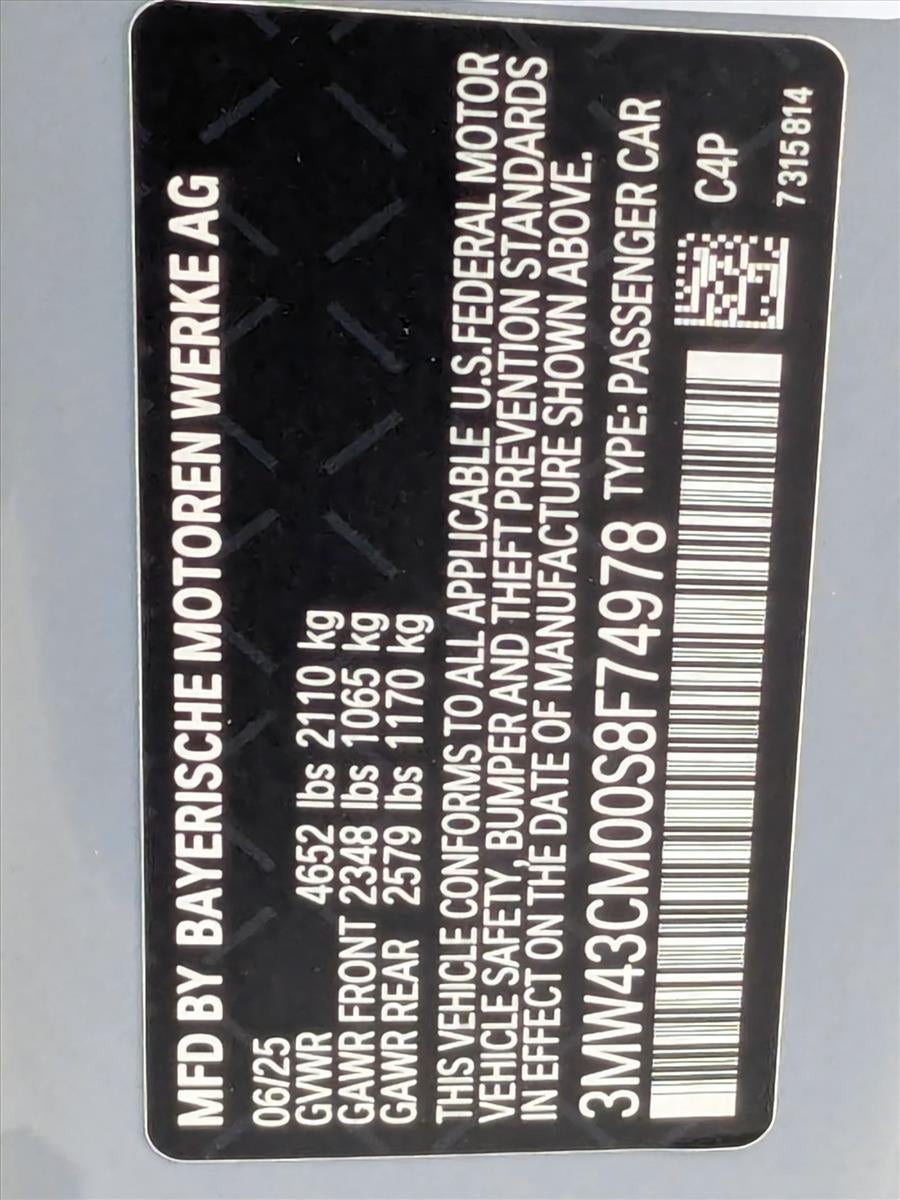 MFD BY BAYERISCHE MOTOREN WERKE AG
06/25
GVWR 4652 lbs 2110 kg
GAWR FRONT 2348 lbs 1065 kg
GAWR REAR 2579 lbs 1170 kg
THIS VEHICLE CONFORMS TO ALL APPLICABLE U.S.FEDERAL MOTOR
VEHICLE SAFETY, BUMPER AND THEFT PREVENTION STANDARDS
IN EFFECT ON THE DATE OF MANUFACTURE SHOWN ABOVE.
3MW43CM00S8F74978 TYPE: PASSENGER CAR
C4P
7315814